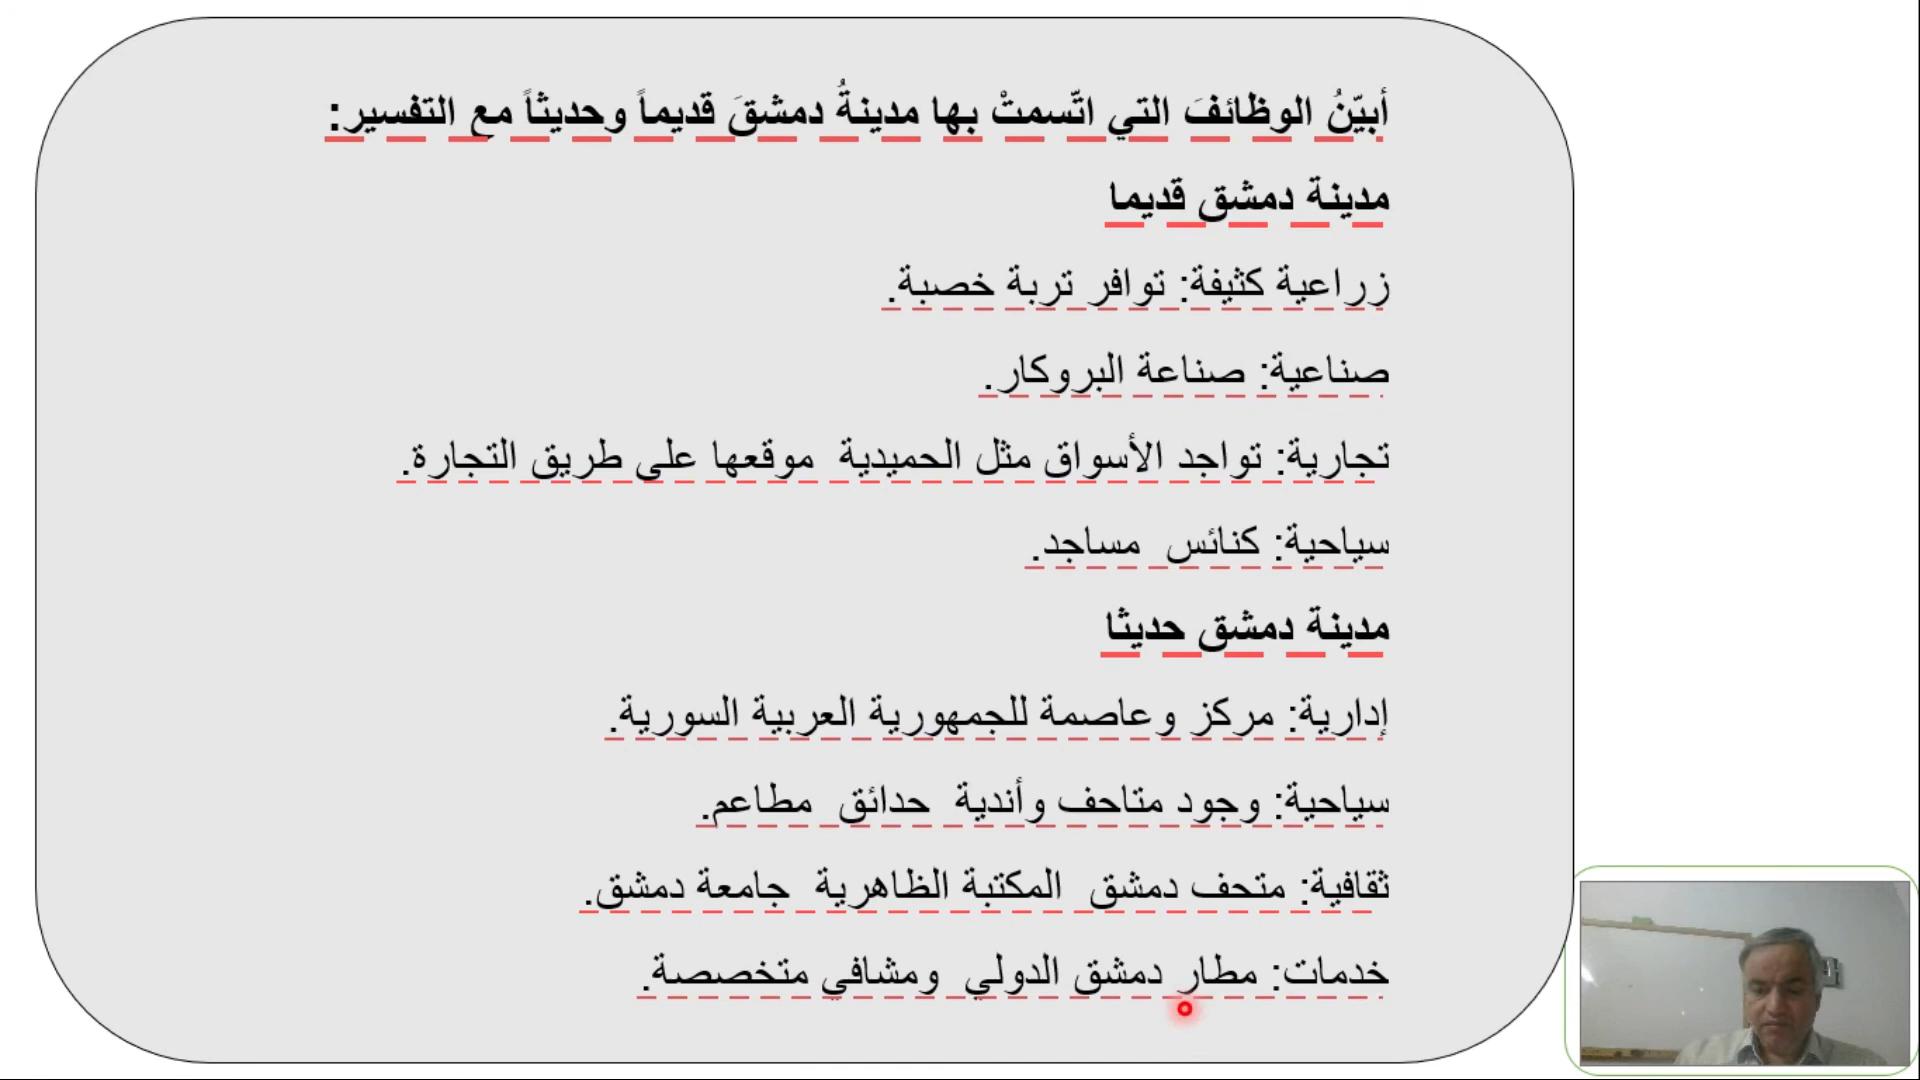 أبيّنُ الوظائفَ التي اتّسمتْ بها مدينةُ دمشقَ قديماً وحديثاً مع التفسير:
مدينة دمشق قديما
زراعية كثيفة: توافر تربة خصبة.
صناعية: صناعة البروكار.
تجارية: تواجد الأسواق مثل الحميدية  موقعها على طريق التجارة.
سياحية: كنائس  مساجد.
مدينة دمشق حديثا
إدارية: مركز وعاصمة للجمهورية العربية السورية.
سياحية: وجود متاحف وأندية  حدائق  مطاعم.
ثقافية: متحف دمشق  المكتبة الظاهرية  جامعة دمشق.
خدمات: مطار دمشق الدولي  ومشافي متخصصة.